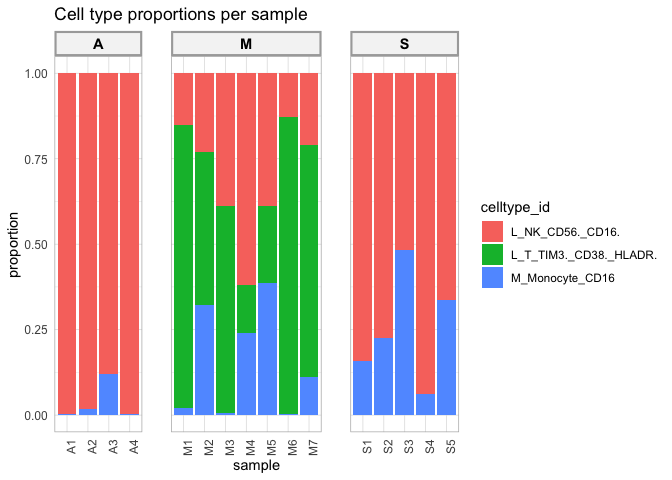 Cell type proportions per sample
A M S
1.00
0.75
0.50
0.25
0.00
proportion
A1 A2 A3 A4 M1 M2 M3 M4 M5 M6 M7 S1 S2 S3 S4 S5
sample
celltype_id
L_NK_CD56._CD16.
L_T_TIM3._CD38._HLADR.
M_Monocyte_CD16